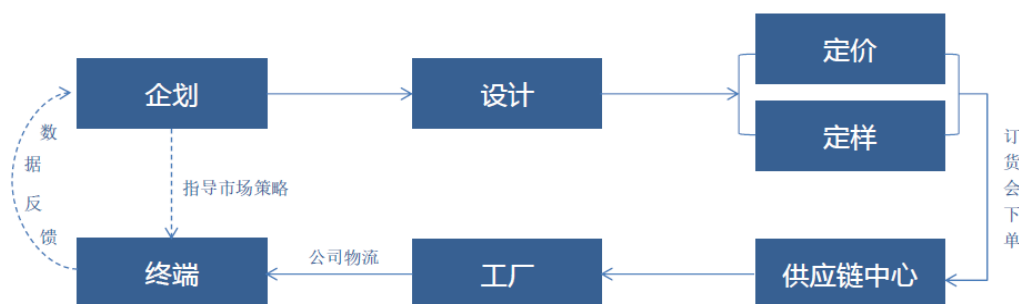 企划
设计
定价
定样
数据反馈
指导市场策略
订货会下单
终端
公司物流
工厂
供应链中心